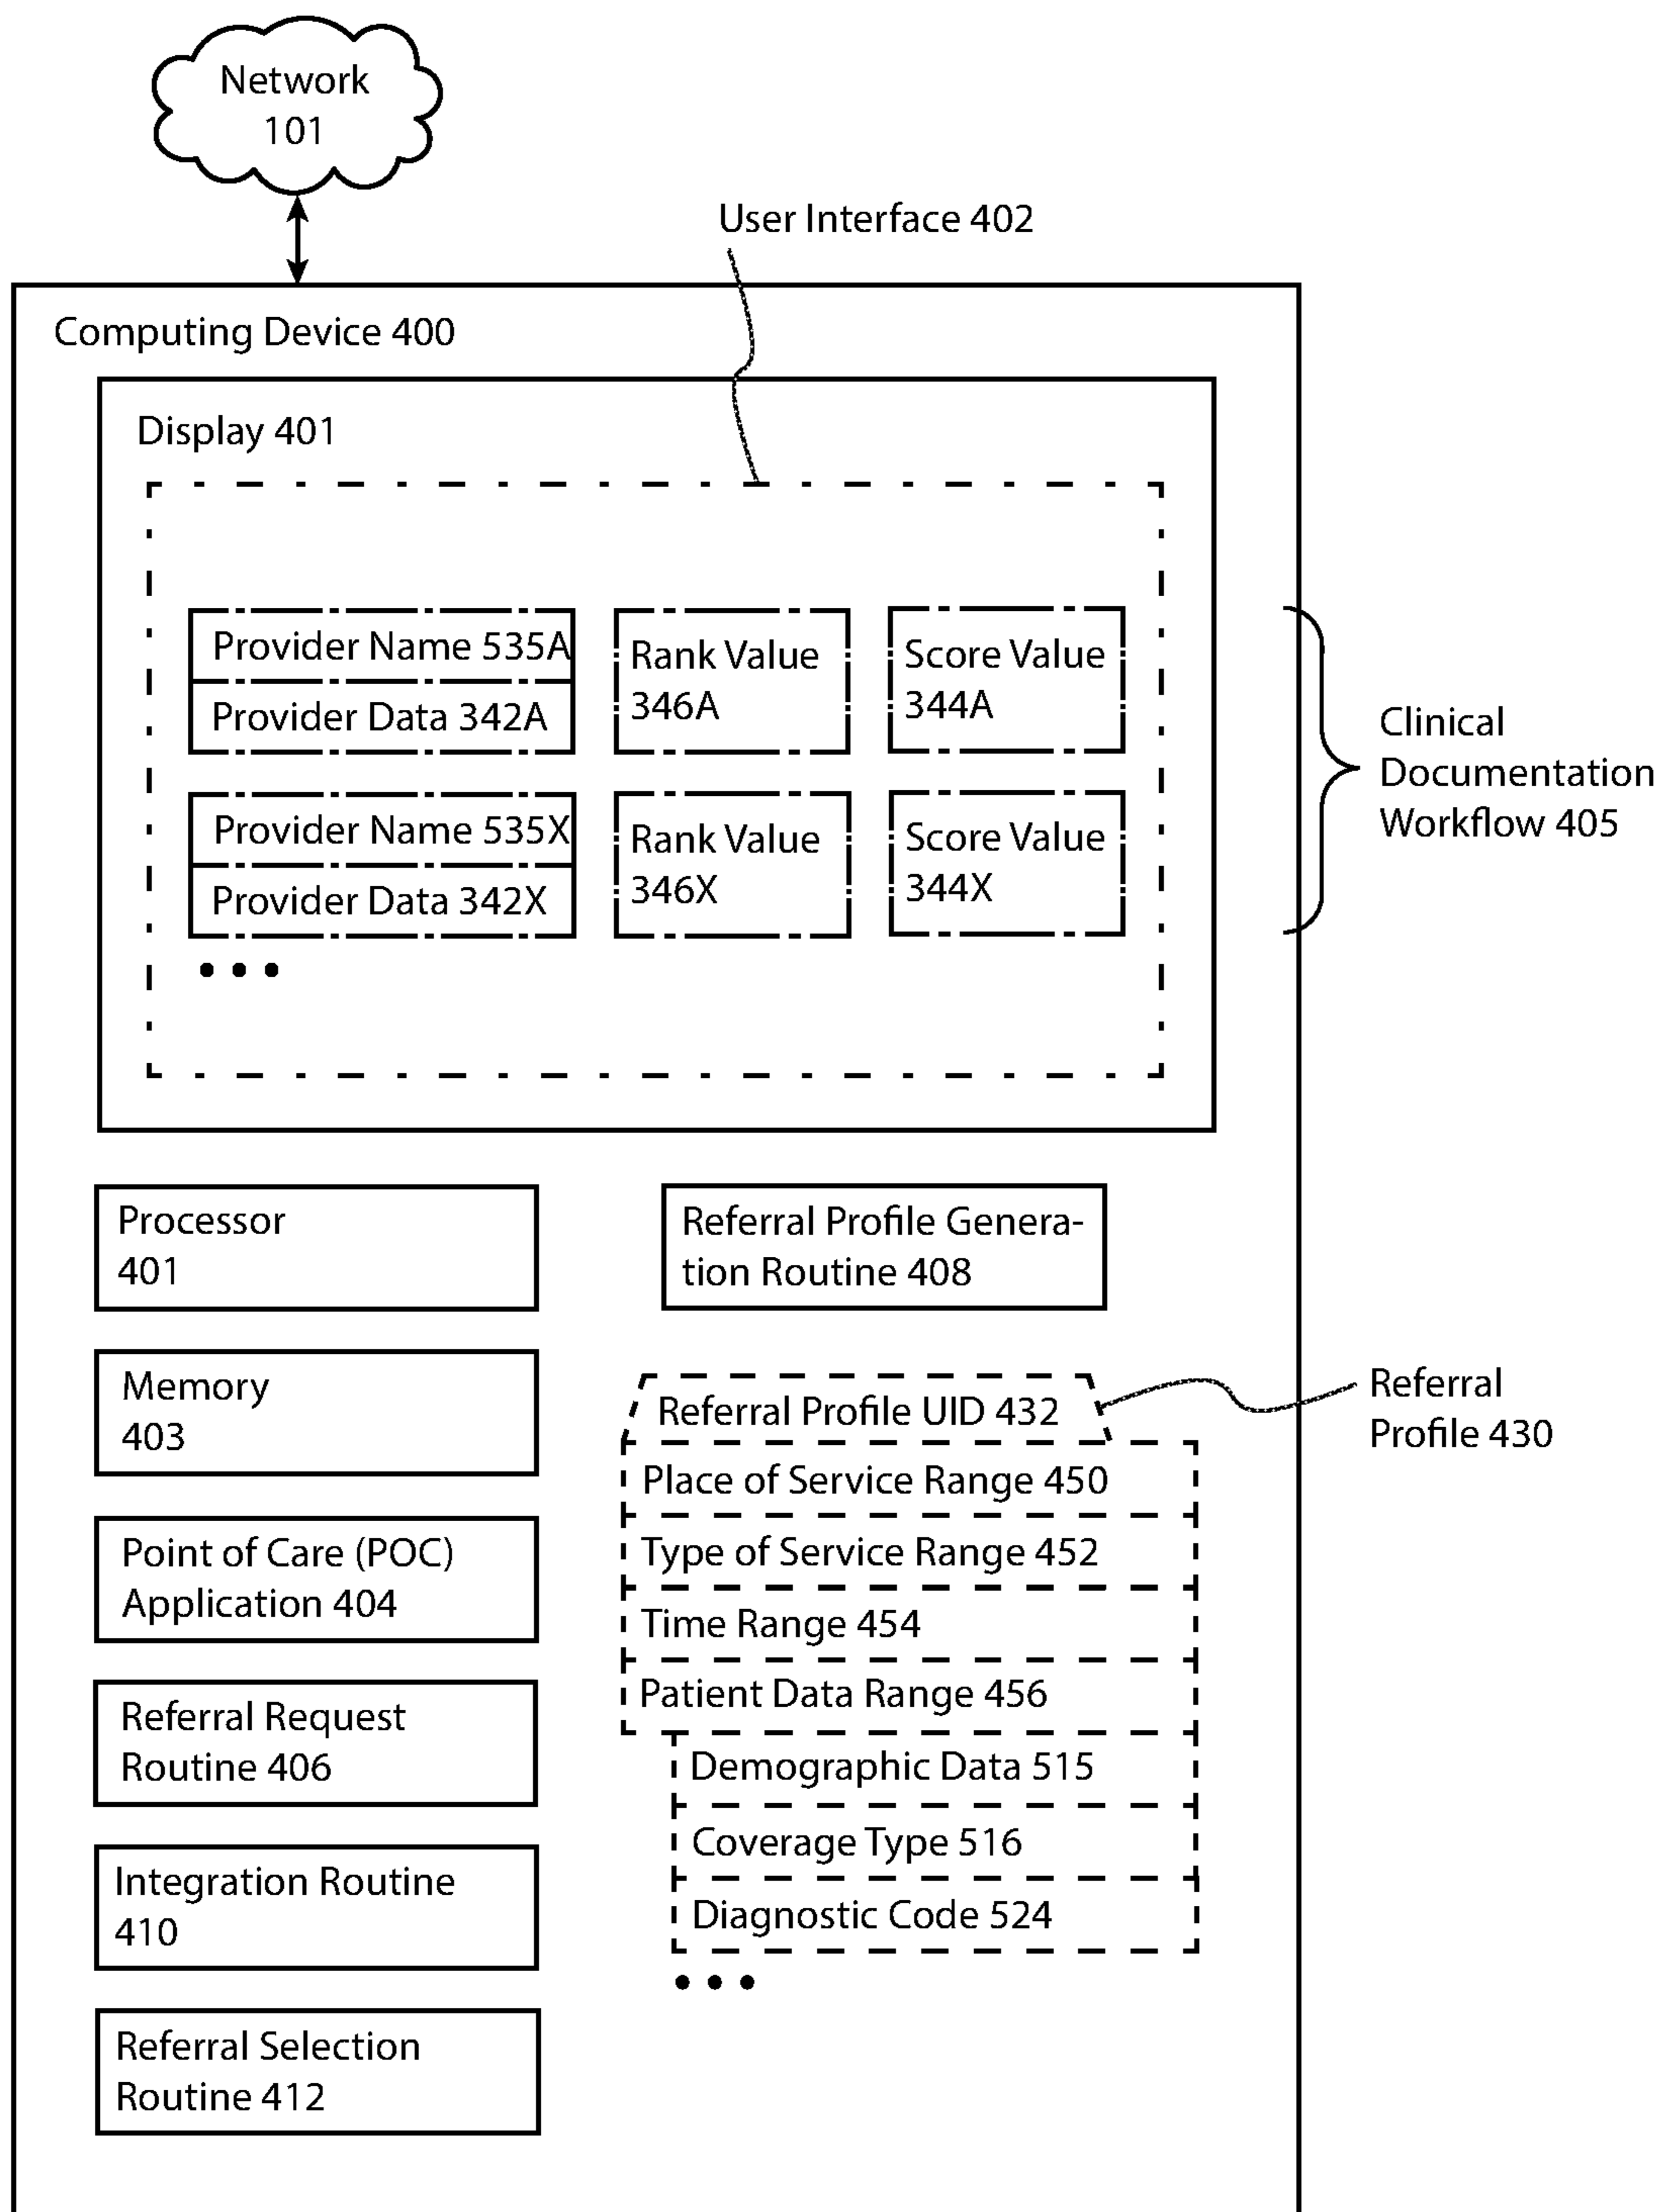 Network
101
User Interface 402
Computing Device 400
Display 401
Provider Name 535A
Provider Data 342A
Rank Value
346A
Score Value
344A
Provider Name 535X
Provider Data 342X
Rank Value
346X
Score Value
344X
• • •
Clinical
Documentation
Workflow 405
Processor
401
Memory
403
Point of Care (POC)
Application 404
Referral Request
Routine 406
Integration Routine
410
Referral Selection
Routine 412
Referral Profile Genera-
tion Routine 408
Referral Profile UID 432
Place of Service Range 450
Type of Service Range 452
Time Range 454
Patient Data Range 456
Demographic Data 515
Coverage Type 516
Diagnostic Code 524
• • •
Referral
Profile 430